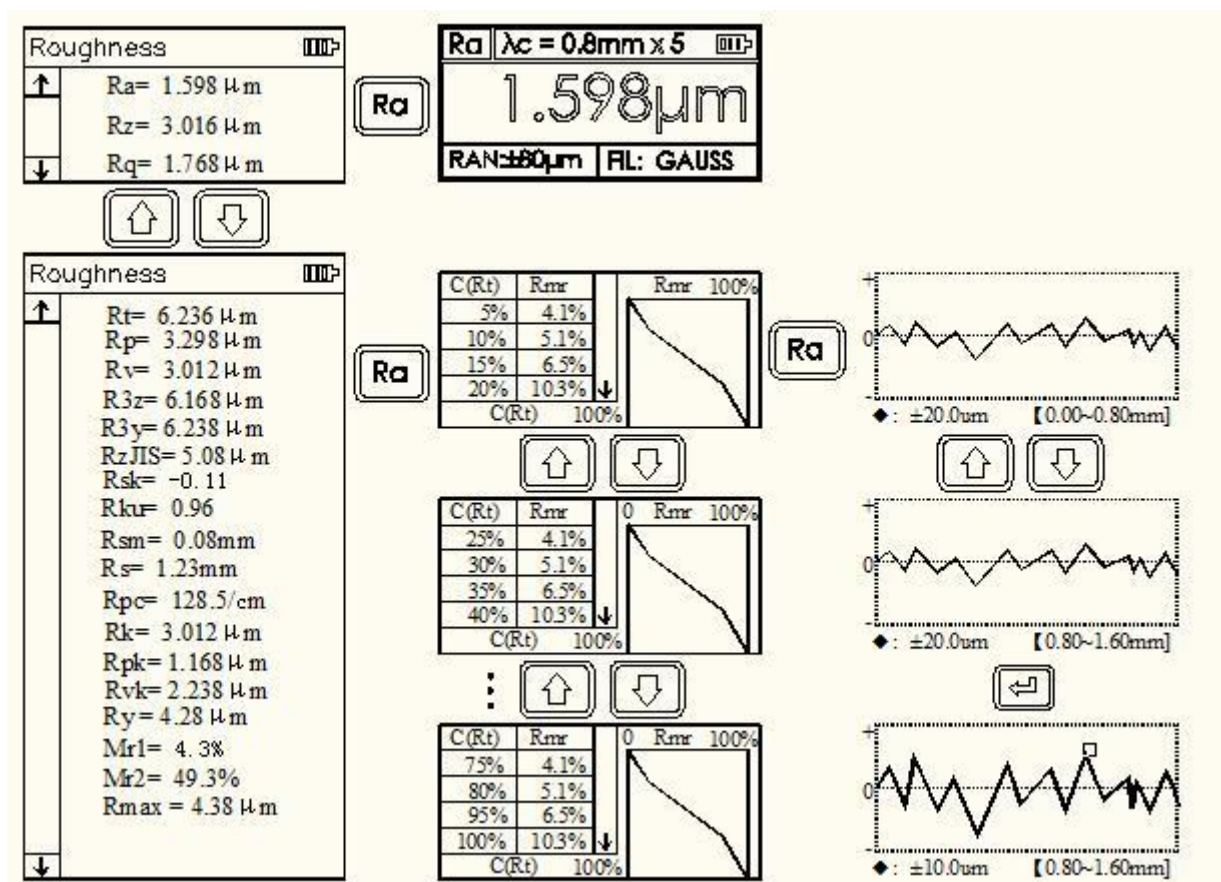 Roughness
Ra= 1.598 μm
Rz= 3.016 μm
Rq= 1.768 μm
Ra
Ra λc = 0.8mm x 5
1.598μm
RAN:±80μm FIL: GAUSS
Roughness
Rt= 6.236 μm
Rp= 3.298 μm
Rv= 3.012 μm
R3z= 6.168 μm
R3y= 6.238 μm
RzJIS= 5.08 μm
Rsk= -0.11
Rku= 0.96
Rsm= 0.08mm
Rs= 1.23mm
Rpc= 128.5/cm
Rk= 3.012 μm
Rpk= 1.168 μm
Rvk= 2.238 μm
Ry= 4.28 μm
Mr1= 4.3%
Mr2= 49.3%
Rmax = 4.38 μm
Ra
C(Rt) Rmr Rmr 100%
5% 4.1%
10% 5.1%
15% 6.5%
20% 10.3%
C(Rt) 100%
C(Rt) Rmr 0 Rmr 100%
25% 4.1%
30% 5.1%
35% 6.5%
40% 10.3%
C(Rt) 100%
C(Rt) Rmr 0 Rmr 100%
75% 4.1%
80% 5.1%
95% 6.5%
100% 10.3%
C(Rt) 100%
Ra
+
0
-
◆: ±20.0um 【0.00~0.80mm]
+
0
-
◆: ±20.0um 【0.80~1.60mm]
+
0
-
◆: ±10.0um 【0.80~1.60mm]